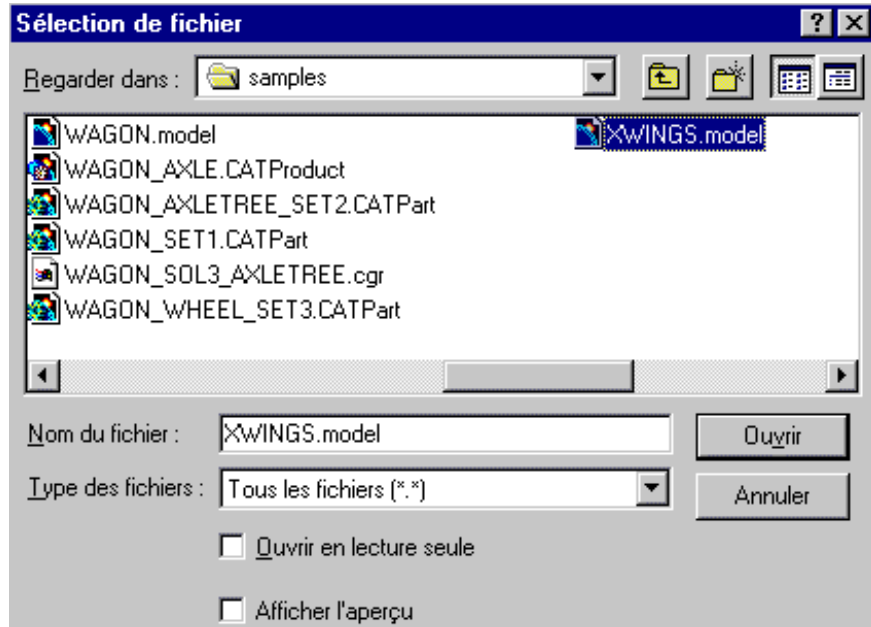 Sélection de fichier
Regarder dans : samples
WAGON.model
WAGON_AXLE.CATProduct
WAGON_AXLETREE_SET2.CATPart
WAGON_SET1.CATPart
WAGON_SOL3_AXLETREE.cgr
WAGON_WHEEL_SET3.CATPart
XWINGS.model
Nom du fichier : XWINGS.model Ouvrir
Type des fichiers : Tous les fichiers (*.*) Annuler
Ouvrir en lecture seule
Afficher l'aperçu